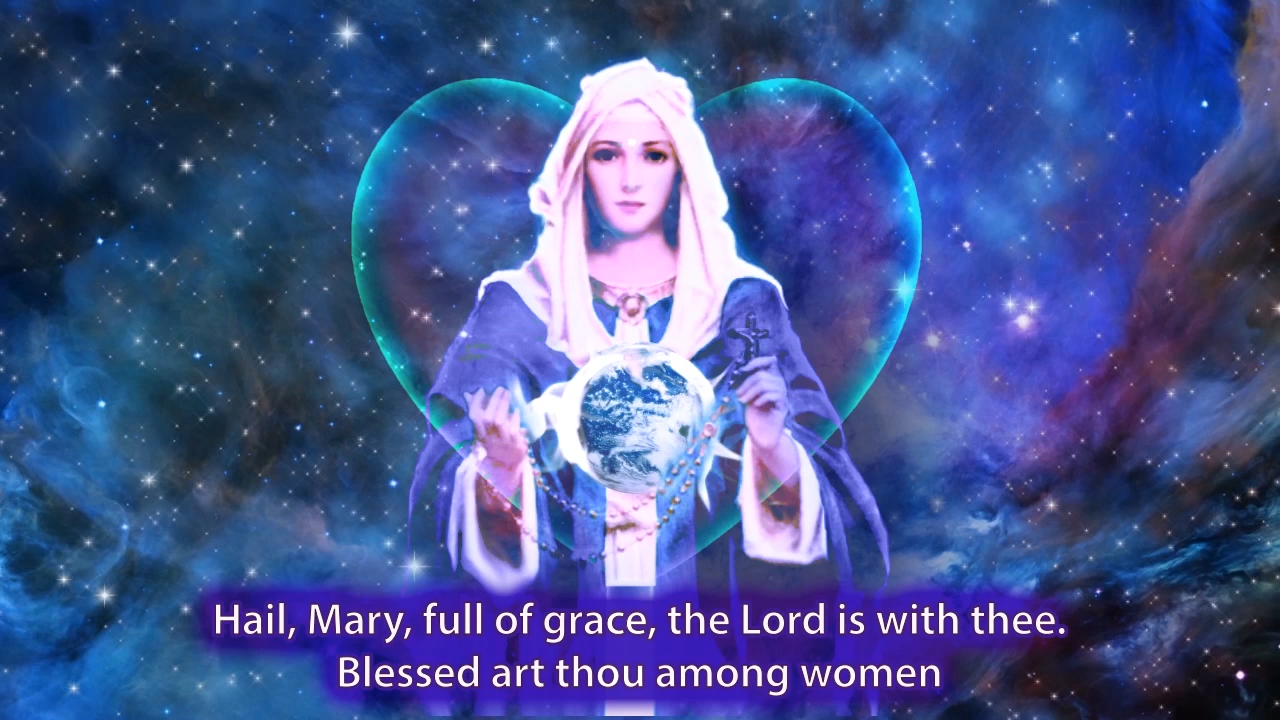 Hail, Mary, full of grace, the Lord is with thee.
Blessed art thou among women